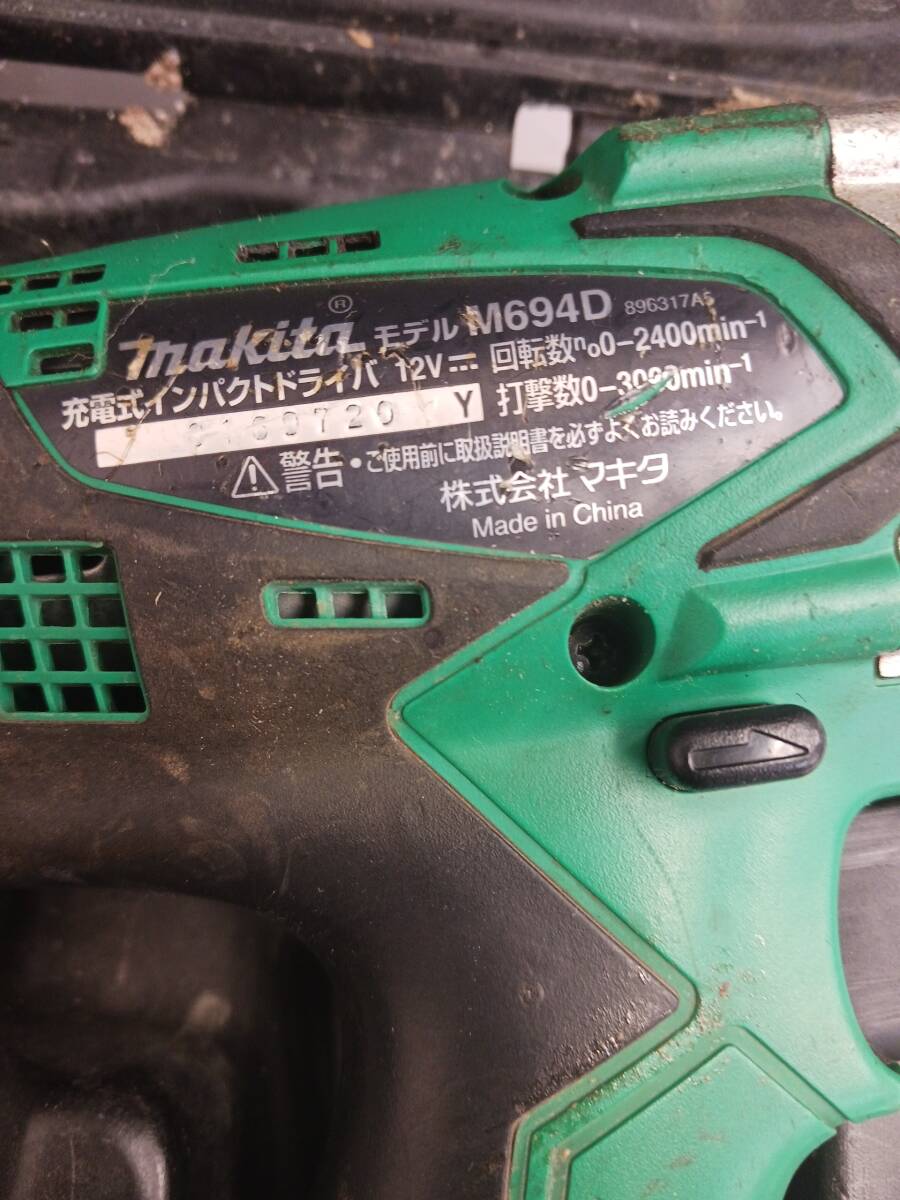 makita® モデル M694D 896317A5
充電式インパクトドライバ 12V⎓ 回転数n₀0-2400min⁻¹
打撃数0-3000min⁻¹
Y
⚠警告・ご使用前に取扱説明書を必ずよくお読みください。
株式会社マキタ
Made in China